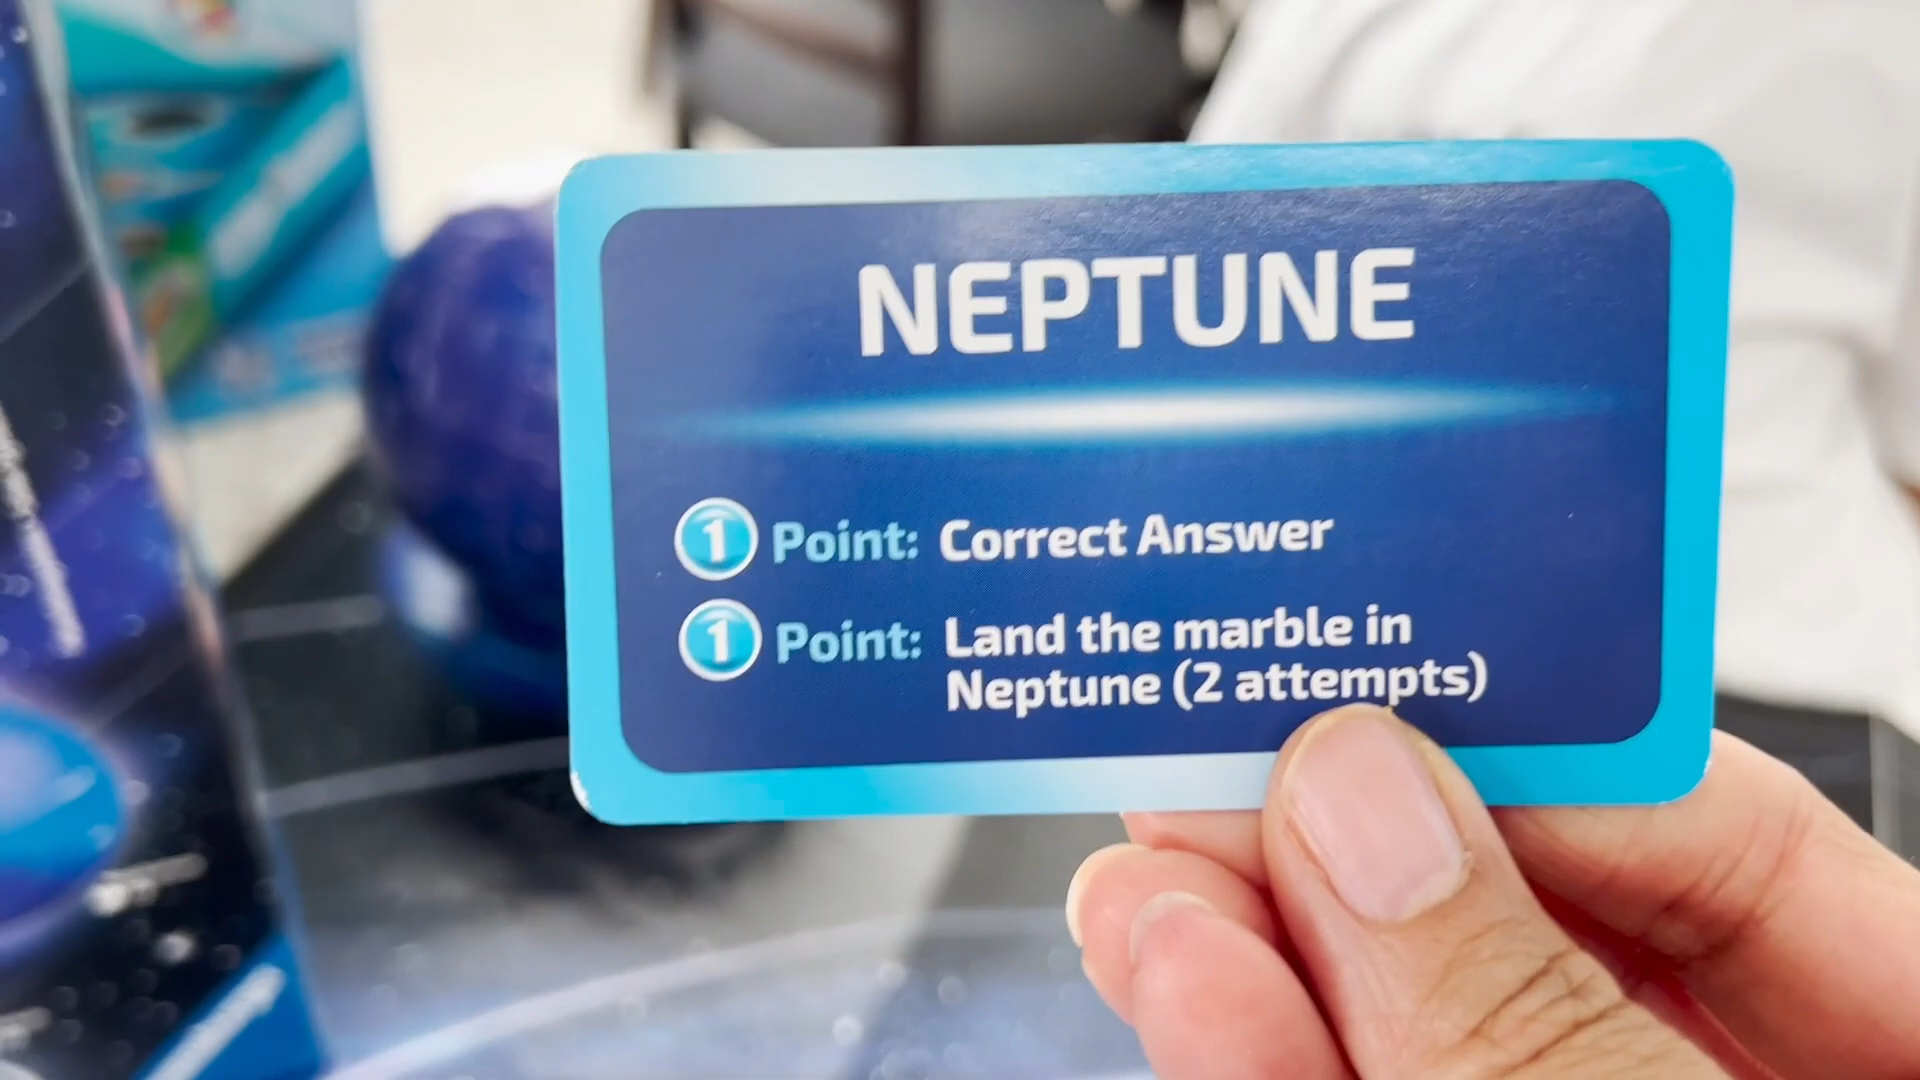 NEPTUNE
1 Point: Correct Answer
1 Point: Land the marble in
Neptune (2 attempts)